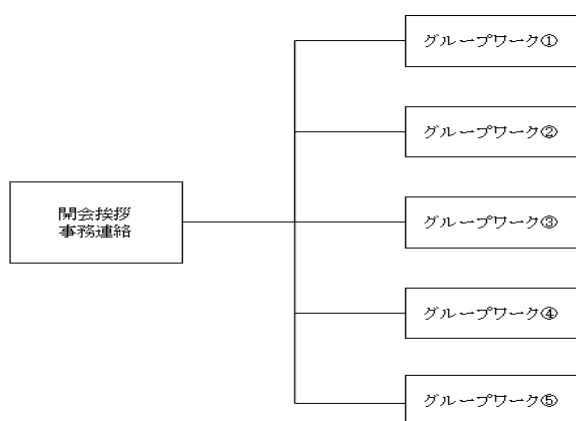 開会挨拶
事務連絡
グループワーク①
グループワーク②
グループワーク③
グループワーク④
グループワーク⑤